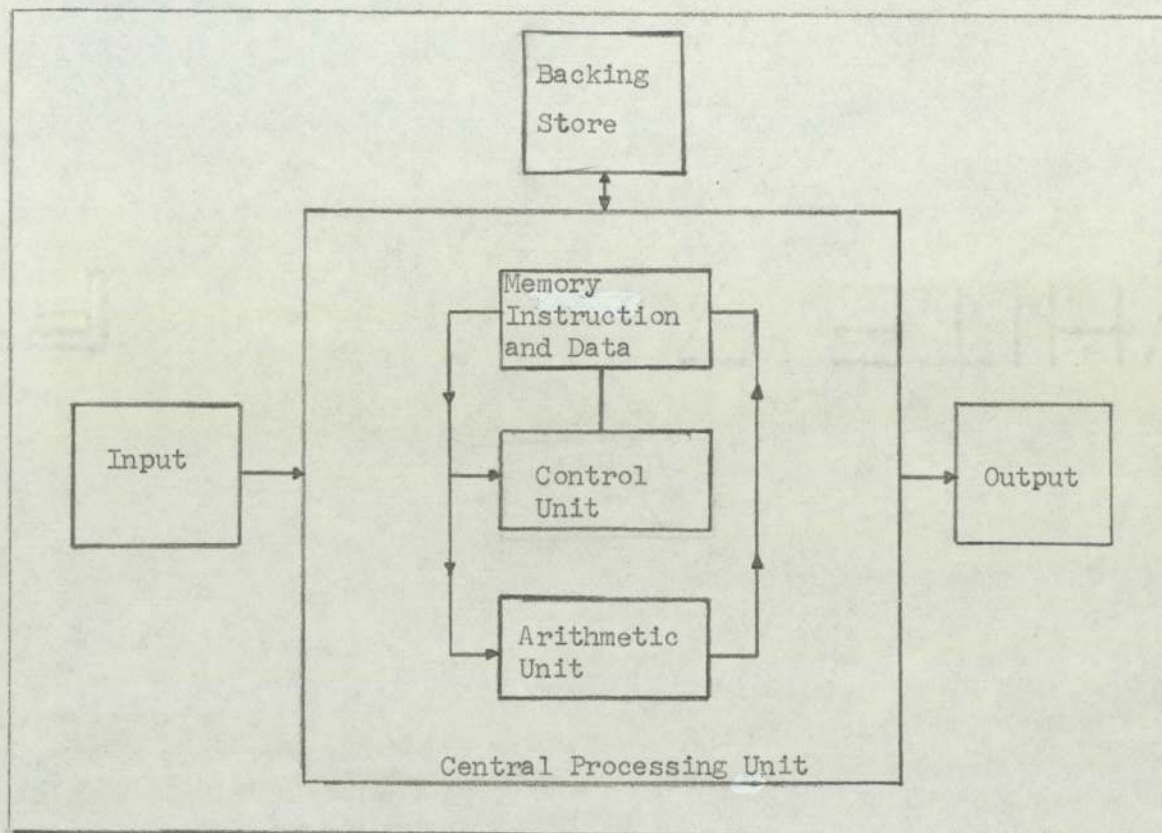 Backing
Store
Memory
Instruction
and Data
Input
Control
Unit
Output
Arithmetic
Unit
Central Processing Unit